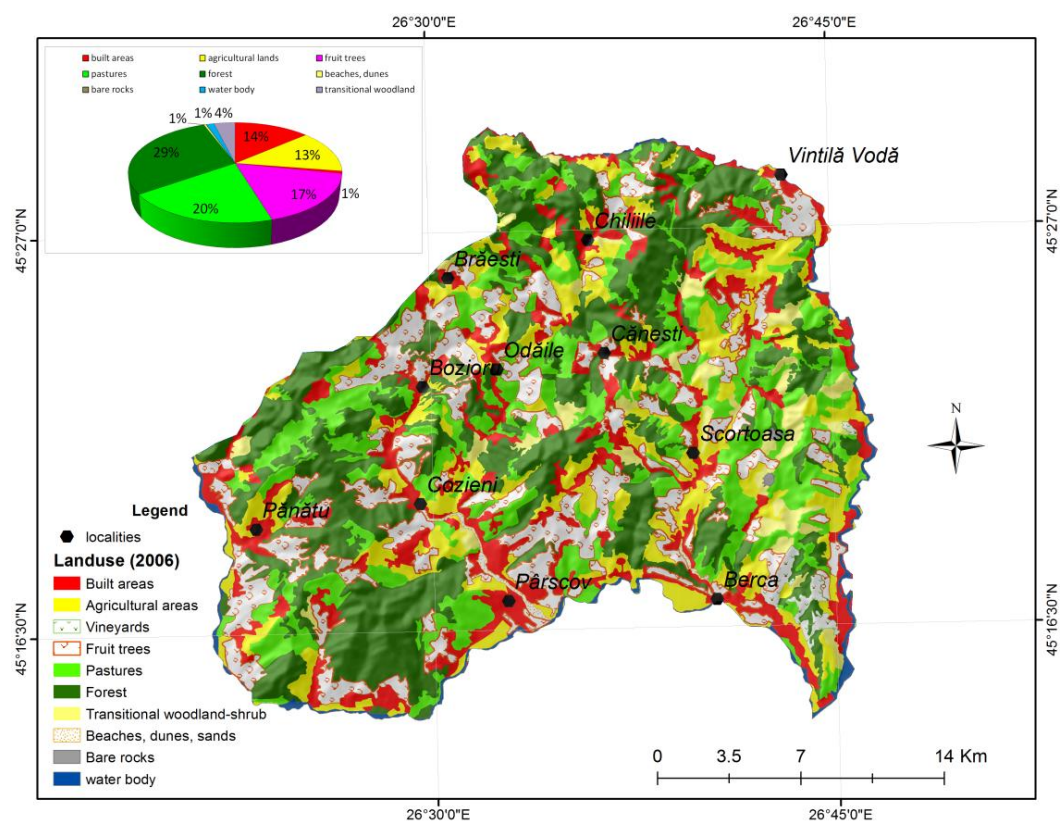 26°30'0"E
26°45'0"E
built areas
agricultural lands
fruit trees
pastures
forest
beaches, dunes
bare rocks
water body
transitional woodland
1%
1%
4%
14%
13%
29%
17%
1%
20%
45°27'0"N
45°27'0"N
Vintilă Vodă
Chiliile
Brăesti
Cănesti
Odăile
Bozioru
Scortoasa
N
Cozieni
Pănătu
Pârscov
Berca
Legend
localities
Landuse (2006)
Built areas
Agricultural areas
Vineyards
Fruit trees
Pastures
Forest
Transitional woodland-shrub
Beaches, dunes, sands
Bare rocks
water body
45°16'30"N
45°16'30"N
0 3.5 7 14 Km
26°30'0"E
26°45'0"E